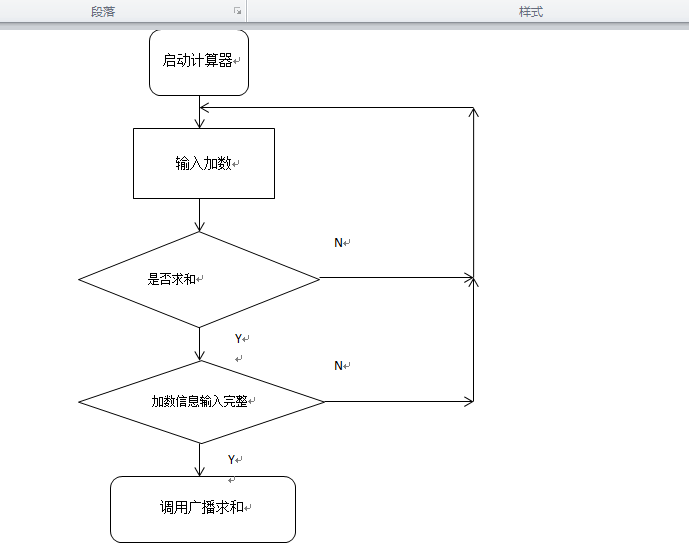 段落 样式
启动计算器
输入加数
N
是否求和
Y
N
加数信息输入完整
Y
调用广播求和